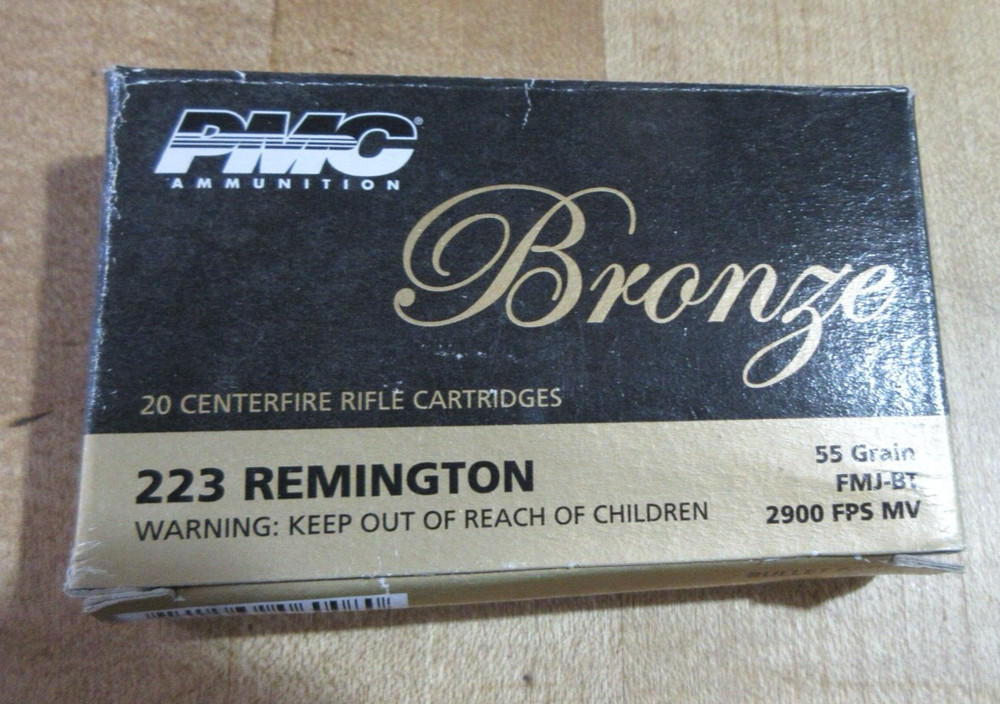 PMC®
AMMUNITION
Bronze
20 CENTERFIRE RIFLE CARTRIDGES
223 REMINGTON
WARNING: KEEP OUT OF REACH OF CHILDREN
55 Grain
FMJ-BT
2900 FPS MV